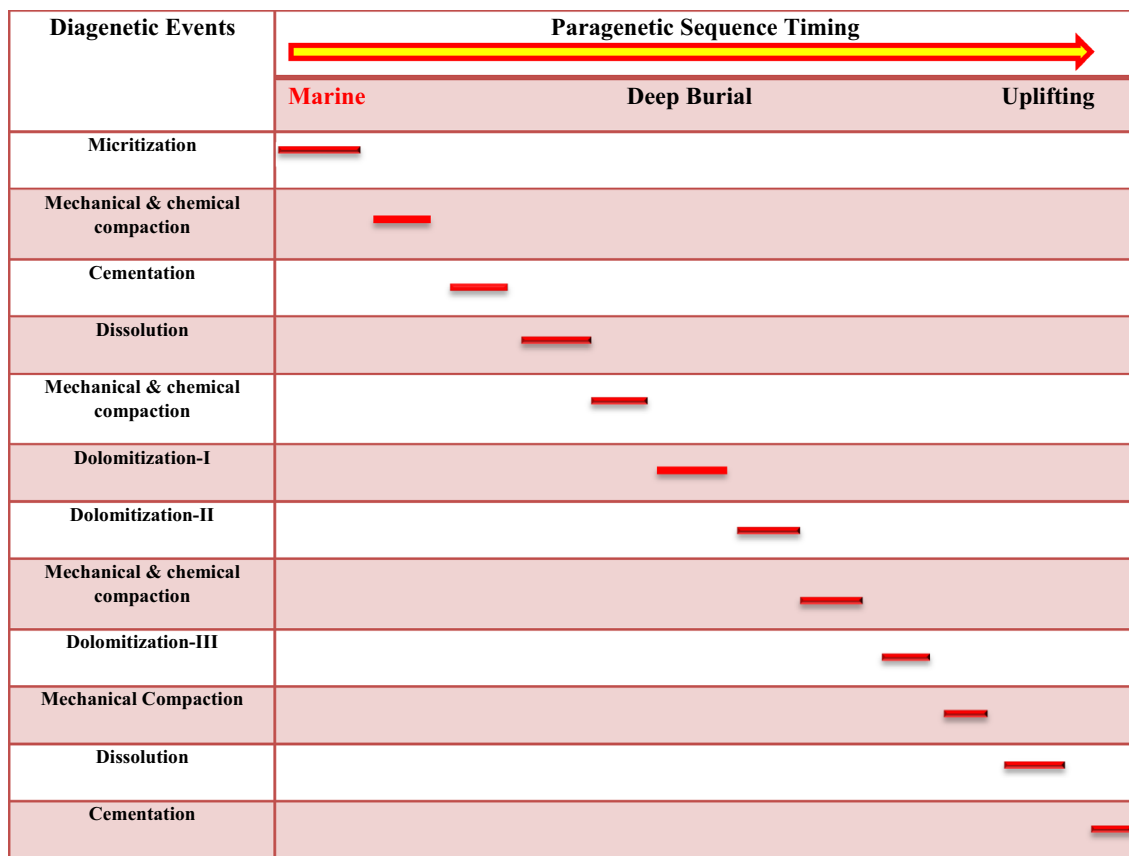 Diagenetic Events
Paragenetic Sequence Timing
Marine
Deep Burial
Uplifting
Micritization
Mechanical & chemical
compaction
Cementation
Dissolution
Mechanical & chemical
compaction
Dolomitization-I
Dolomitization-II
Mechanical & chemical
compaction
Dolomitization-III
Mechanical Compaction
Dissolution
Cementation